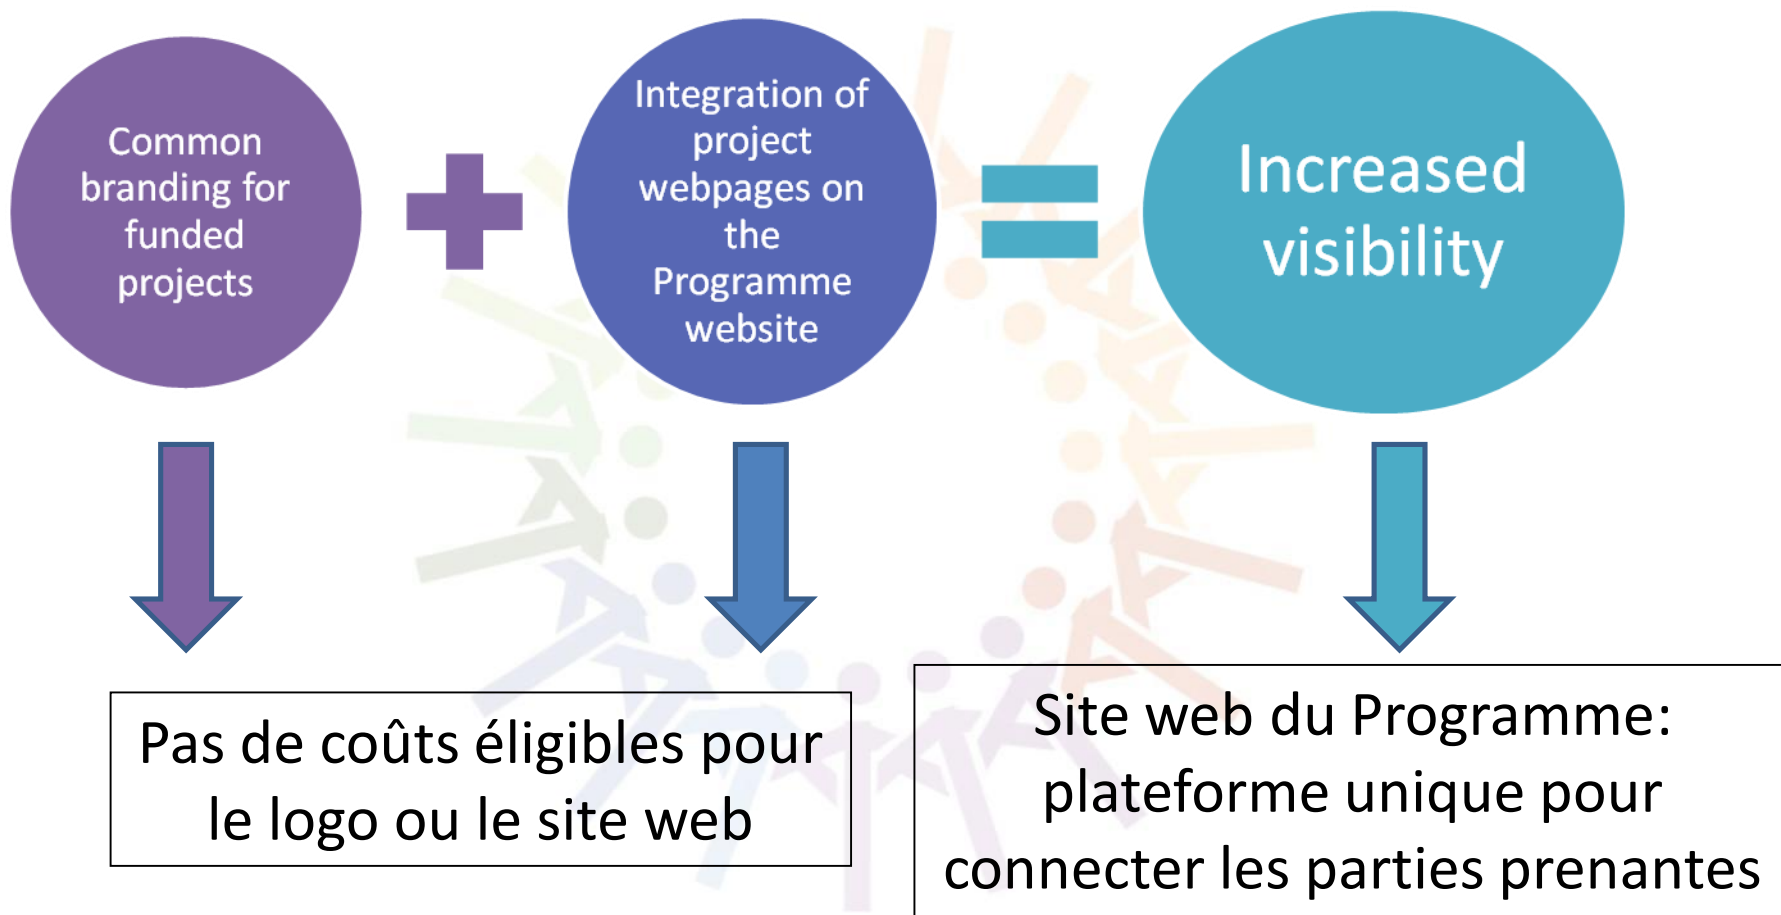 Common
branding for
funded
projects
Integration of
project
webpages on
the
Programme
website
Increased
visibility
Pas de coûts éligibles pour
le logo ou le site web
Site web du Programme:
plateforme unique pour
connecter les parties prenantes